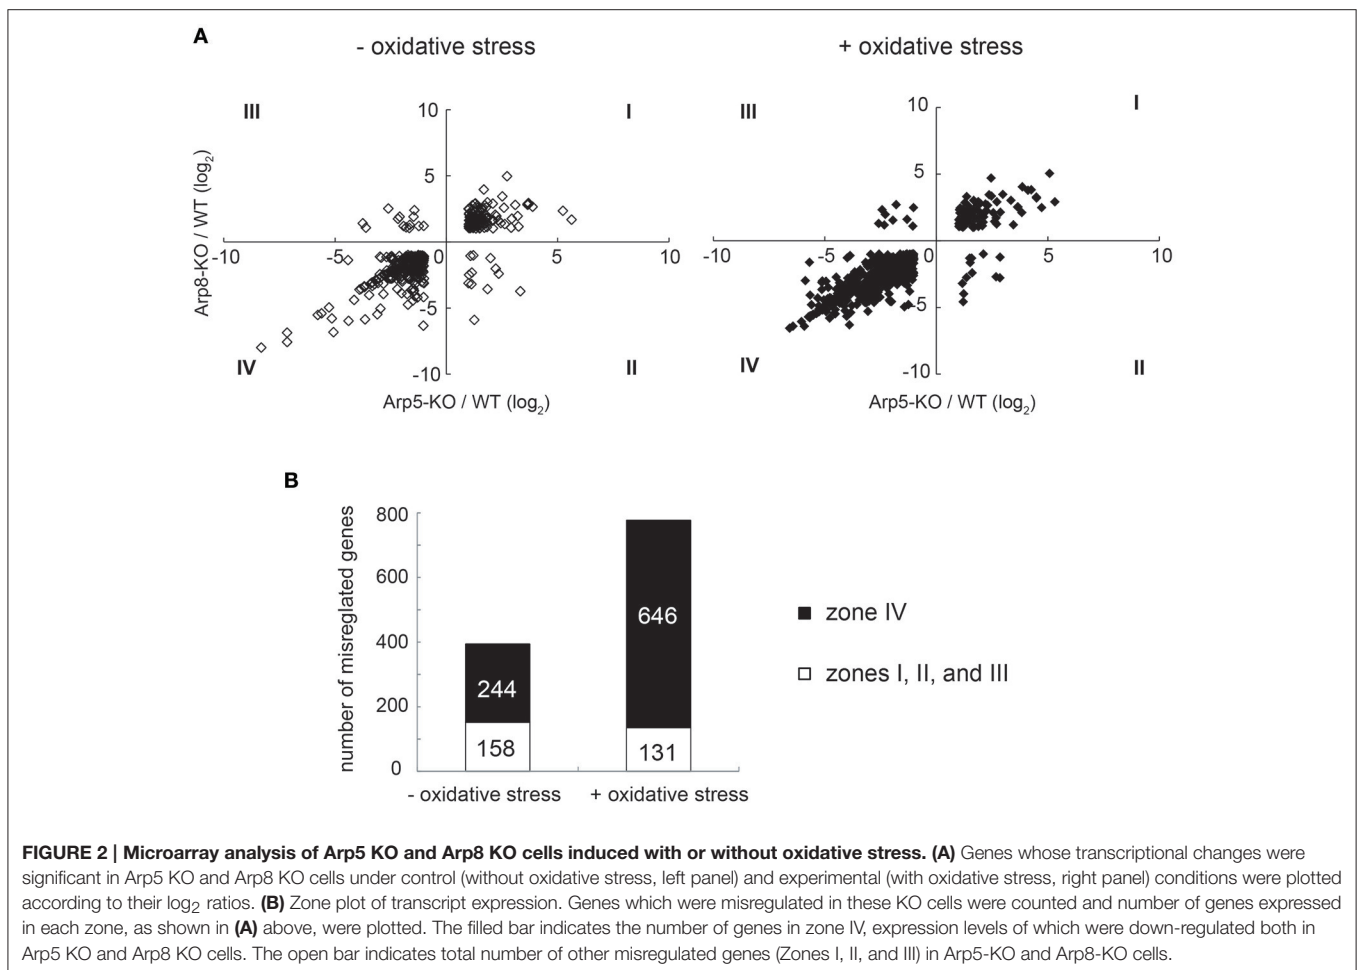 A
- oxidative stress
+ oxidative stress
III
10
I
III
10
I
Arp8-KO / WT (log2)
5
5
-10
-5
0
5
10
-10
-5
0
5
10
-5
-5
IV
-10
II
IV
-10
II
Arp5-KO / WT (log2)
Arp5-KO / WT (log2)
B
number of misreglated genes
800
600
400
200
0
244
158
646
131
- oxidative stress
+ oxidative stress
zone IV
zones I, II, and III
FIGURE 2 | Microarray analysis of Arp5 KO and Arp8 KO cells induced with or without oxidative stress. (A) Genes whose transcriptional changes were
significant in Arp5 KO and Arp8 KO cells under control (without oxidative stress, left panel) and experimental (with oxidative stress, right panel) conditions were plotted
according to their log2 ratios. (B) Zone plot of transcript expression. Genes which were misregulated in these KO cells were counted and number of genes expressed
in each zone, as shown in (A) above, were plotted. The filled bar indicates the number of genes in zone IV, expression levels of which were down-regulated both in
Arp5 KO and Arp8 KO cells. The open bar indicates total number of other misregulated genes (Zones I, II, and III) in Arp5-KO and Arp8-KO cells.